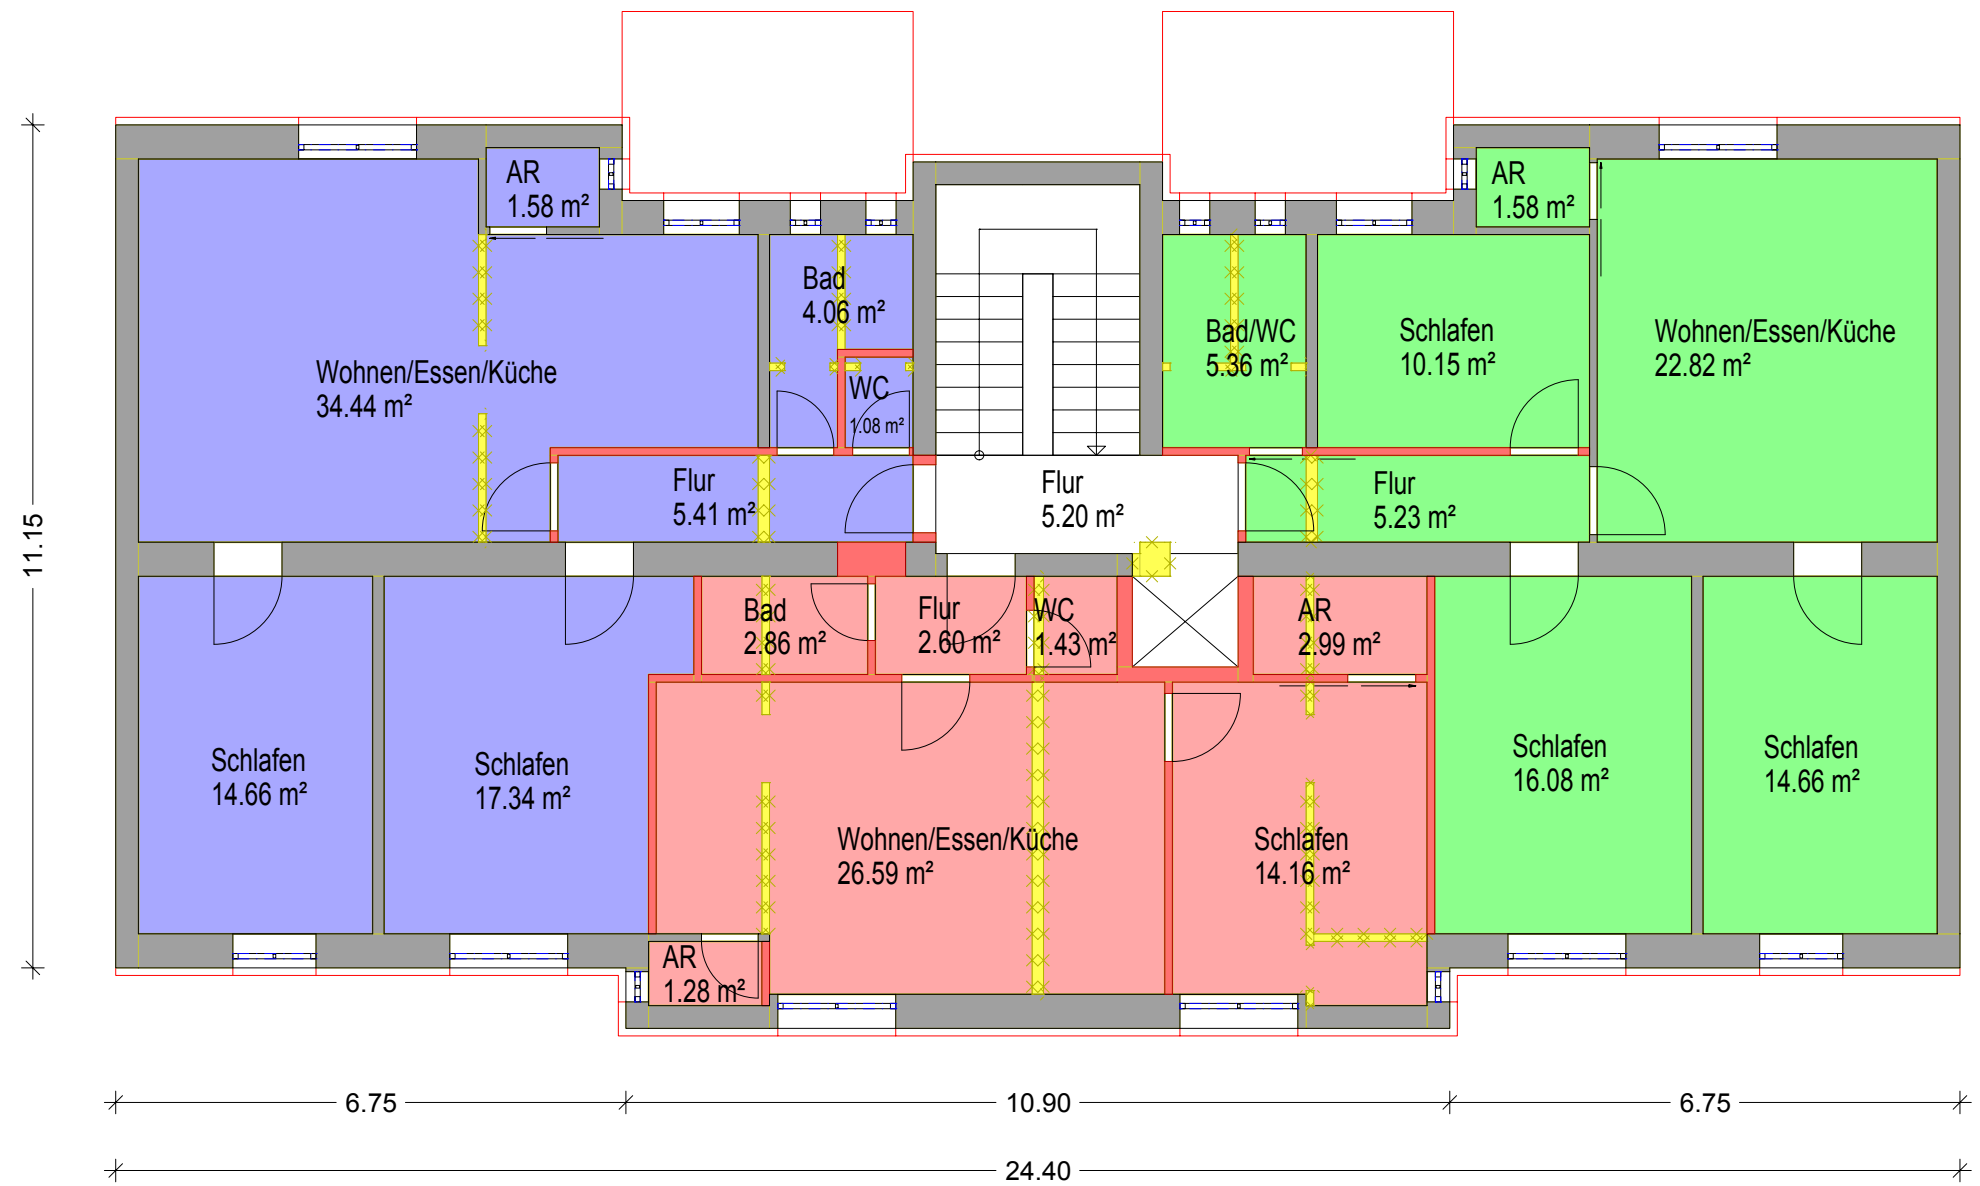 AR
1.58 m²
AR
1.58 m²
Bad
4.06 m²
Bad/WC
5.36 m²
Schlafen
10.15 m²
Wohnen/Essen/Küche
22.82 m²
Wohnen/Essen/Küche
34.44 m²
WC
1.08 m²
Flur
5.41 m²
Flur
5.20 m²
Flur
5.23 m²
11.15
Bad
2.86 m²
Flur
2.60 m²
WC
1.43 m²
AR
2.99 m²
Schlafen
14.66 m²
Schlafen
17.34 m²
Wohnen/Essen/Küche
26.59 m²
Schlafen
14.16 m²
Schlafen
16.08 m²
Schlafen
14.66 m²
AR
1.28 m²
6.75
10.90
6.75
24.40